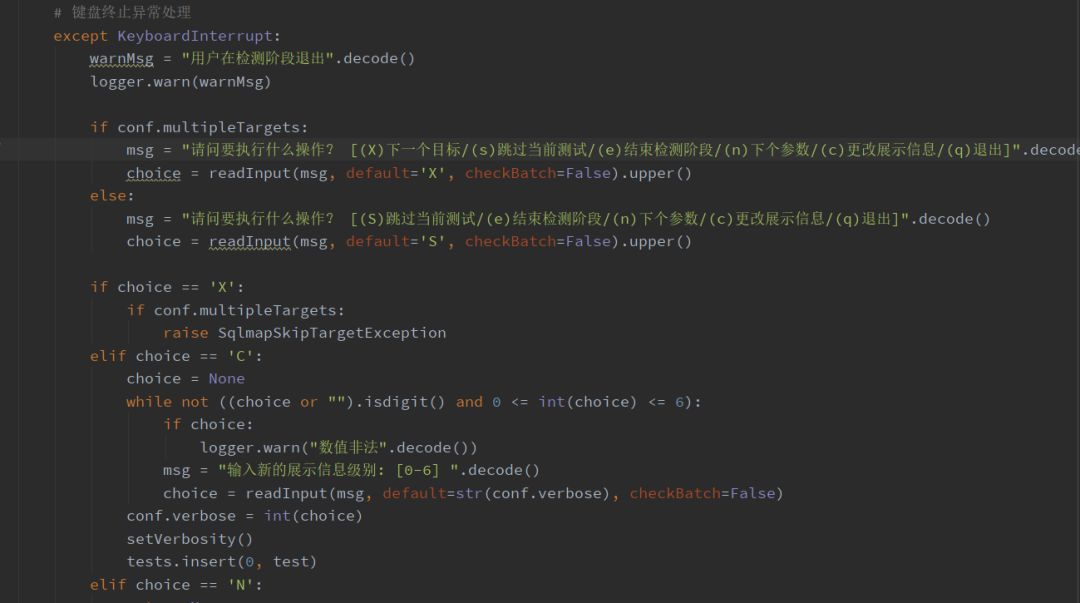 # 键盘终止异常处理
except KeyboardInterrupt:
warnMsg = "用户在检测阶段退出".decode()
logger.warn(warnMsg)
if conf.multipleTargets:
msg = "请问要执行什么操作? [(X)下一个目标/(s)跳过当前测试/(e)结束检测阶段/(n)下个参数/(c)更改展示信息/(q)退出]".decode
choice = readInput(msg, default='X', checkBatch=False).upper()
else:
msg = "请问要执行什么操作? [(S)跳过当前测试/(e)结束检测阶段/(n)下个参数/(c)更改展示信息/(q)退出]".decode()
choice = readInput(msg, default='S', checkBatch=False).upper()
if choice == 'X':
if conf.multipleTargets:
raise SqlmapSkipTargetException
elif choice == 'C':
choice = None
while not ((choice or "").isdigit() and 0 <= int(choice) <= 6):
if choice:
logger.warn("数值非法".decode())
msg = "输入新的展示信息级别: [0-6] ".decode()
choice = readInput(msg, default=str(conf.verbose), checkBatch=False)
conf.verbose = int(choice)
setVerbosity()
tests.insert(0, test)
elif choice == 'N':